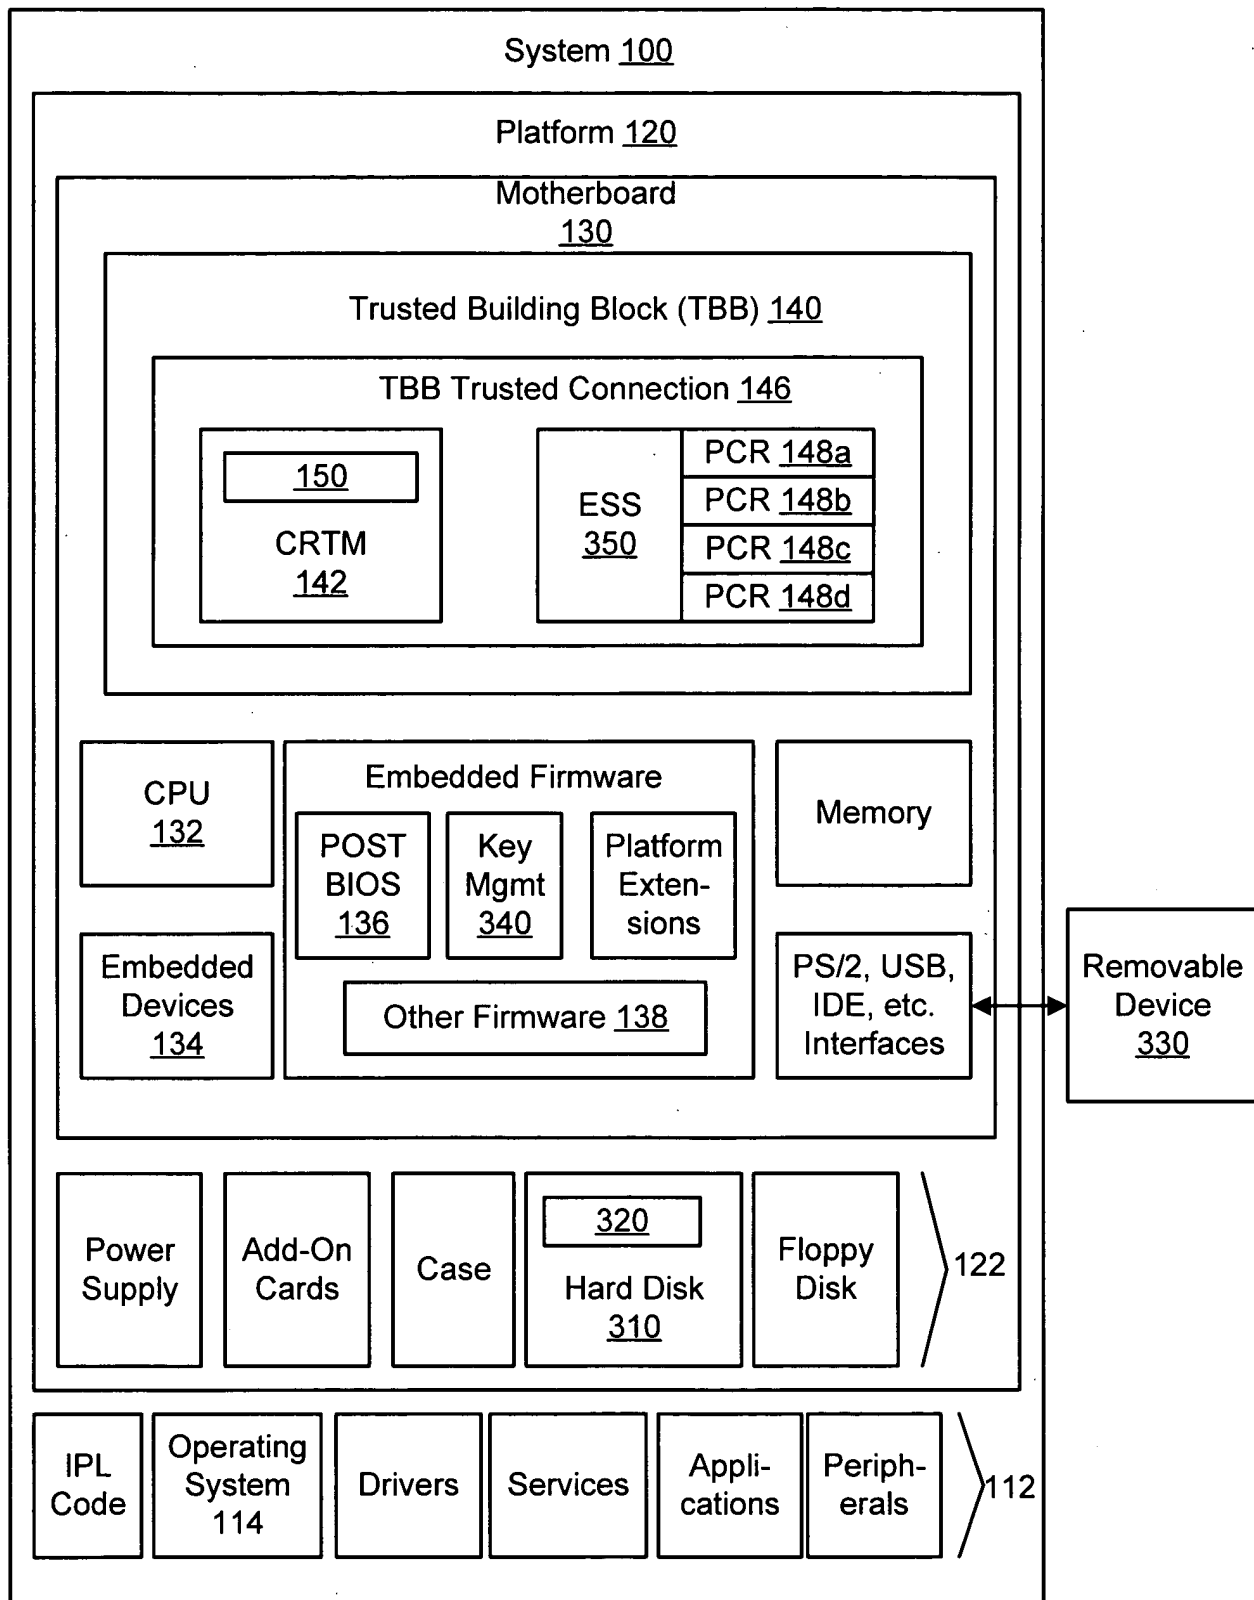 System 100
Platform 120
Motherboard
130
Trusted Building Block (TBB) 140
TBB Trusted Connection 146
150
CRTM
142
ESS
350
PCR 148a
PCR 148b
PCR 148c
PCR 148d
CPU
132
Embedded Firmware
POST
BIOS
136
Key
Mgmt
340
Platform
Exten-
sions
Other Firmware 138
Memory
Embedded
Devices
134
PS/2, USB,
IDE, etc.
Interfaces
Removable
Device
330
Power
Supply
Add-On
Cards
Case
320
Hard Disk
310
Floppy
Disk
122
IPL
Code
Operating
System
114
Drivers
Services
Appli-
cations
Periph-
erals
112